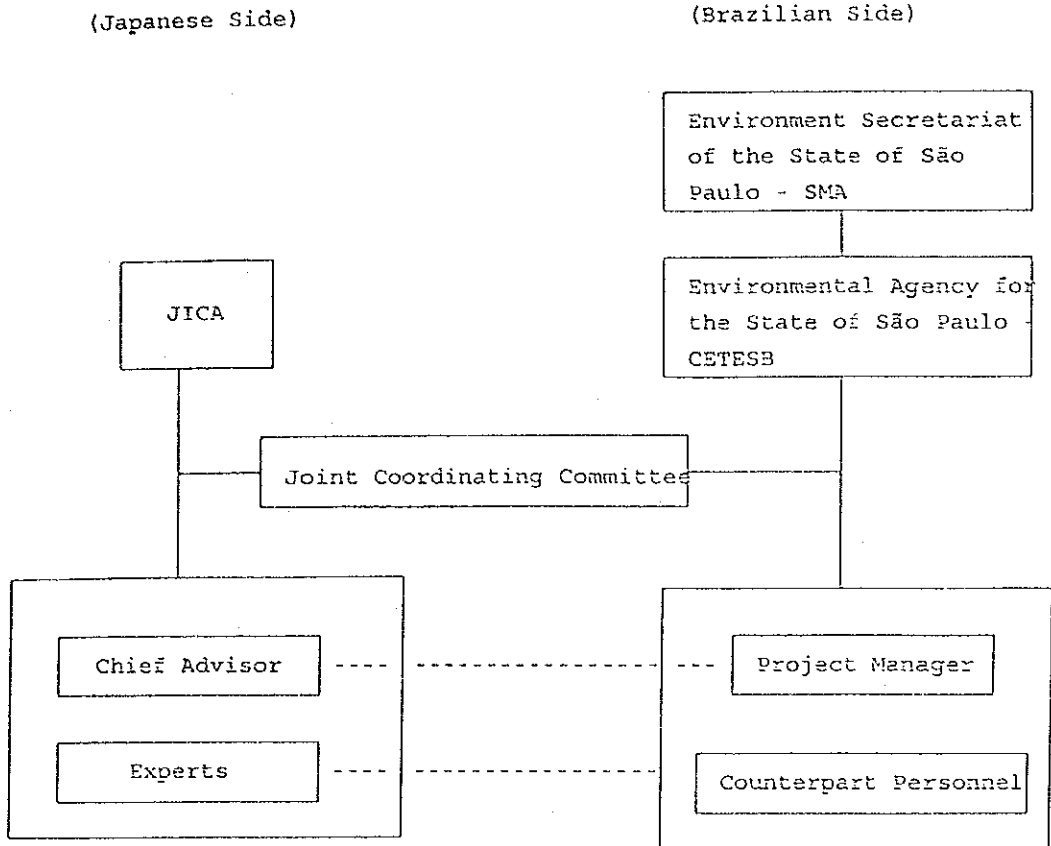 (Japanese Side)
(Brazilian Side)
Environment Secretariat
of the State of São
Paulo - SMA
JICA
Environmental Agency for
the State of São Paulo -
CETESB
Joint Coordinating Committee
Chief Advisor
Project Manager
Experts
Counterpart Personnel